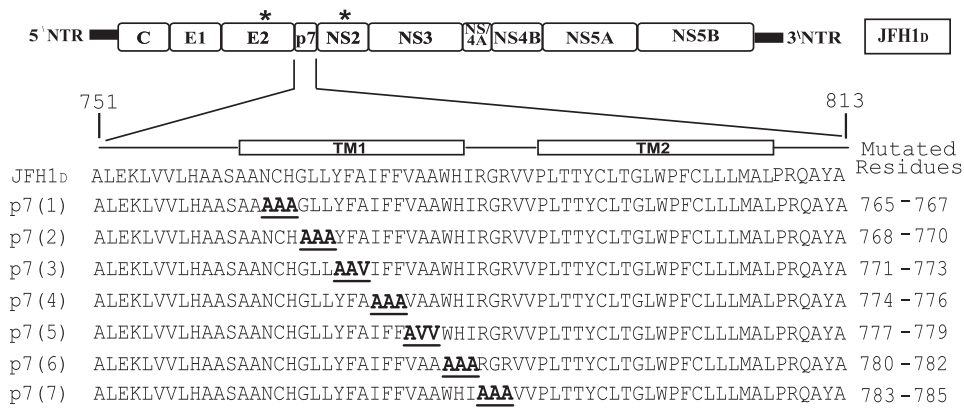 * *
5'NTR C E1 E2 p7 NS2 NS3 NS/4A NS4B NS5A NS5B 3'NTR JFH1D
751 813
TM1 TM2 Mutated Residues
JFH1D ALEKLVVLHAASAANCHGLLYFAIFFVAAWHIRGRVVPLTTYCLTGLWPFCLLLMALPRQAYA
p7(1) ALEKLVVLHAASAAAAAGLLYFAIFFVAAWHIRGRVVPLTTYCLTGLWPFCLLLMALPRQAYA 765-767
p7(2) ALEKLVVLHAASAANCHAAAYFAIFFVAAWHIRGRVVPLTTYCLTGLWPFCLLLMALPRQAYA 768-770
p7(3) ALEKLVVLHAASAANCHGLLAAVIFFVAAWHIRGRVVPLTTYCLTGLWPFCLLLMALPRQAYA 771-773
p7(4) ALEKLVVLHAASAANCHGLLYFAAAAVAAWHIRGRVVPLTTYCLTGLWPFCLLLMALPRQAYA 774-776
p7(5) ALEKLVVLHAASAANCHGLLYFAIFFAVVWHIRGRVVPLTTYCLTGLWPFCLLLMALPRQAYA 777-779
p7(6) ALEKLVVLHAASAANCHGLLYFAIFFVAAAAARGRVVPLTTYCLTGLWPFCLLLMALPRQAYA 780-782
p7(7) ALEKLVVLHAASAANCHGLLYFAIFFVAAWHIAAAVVPLTTYCLTGLWPFCLLLMALPRQAYA 783-785